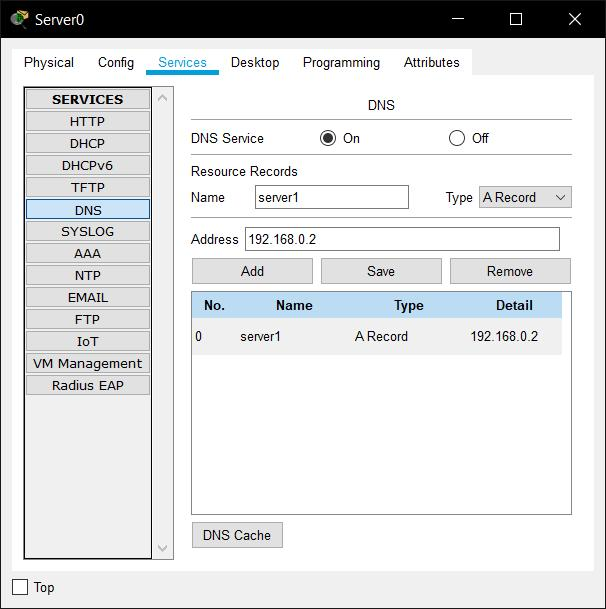 Server0
Physical Config Services Desktop Programming Attributes
SERVICES
HTTP
DHCP
DHCPv6
TFTP
DNS
SYSLOG
AAA
NTP
EMAIL
FTP
IoT
VM Management
Radius EAP
DNS
DNS Service On Off
Resource Records
Name server1 Type A Record
Address 192.168.0.2
Add Save Remove
No. Name Type Detail
0 server1 A Record 192.168.0.2
DNS Cache
Top